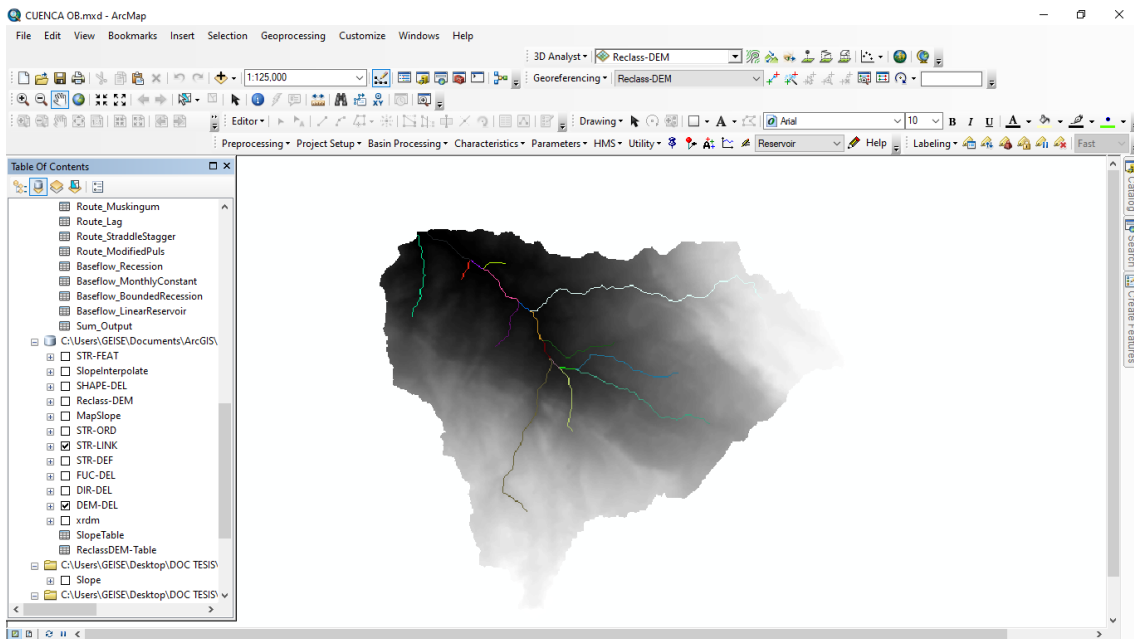 CUENCA OB.mxd - ArcMap
File Edit View Bookmarks Insert Selection Geoprocessing Customize Windows Help
3D Analyst Reclass-DEM
1:125,000 Georeferencing Reclass-DEM
Editor Drawing A Arial 10 B I U A
Preprocessing Project Setup Basin Processing Characteristics Parameters HMS Utility Reservoir Help Labeling Fast
Table Of Contents
Route_Muskingum
Route_Lag
Route_StraddleStagger
Route_ModifiedPuls
Baseflow_Recession
Baseflow_MonthlyConstant
Baseflow_BoundedRecession
Baseflow_LinearReservoir
Sum_Output
C:\Users\GEISE\Documents\ArcGIS\
STR-FEAT
SlopeInterpolate
SHAPE-DEL
Reclass-DEM
MapSlope
STR-ORD
STR-LINK
STR-DEF
FUC-DEL
DIR-DEL
DEM-DEL
xrdm
SlopeTable
ReclassDEM-Table
C:\Users\GEISE\Desktop\DOC TESIS\
Slope
C:\Users\GEISE\Desktop\DOC TESIS\
Catalog
Search
Create Features